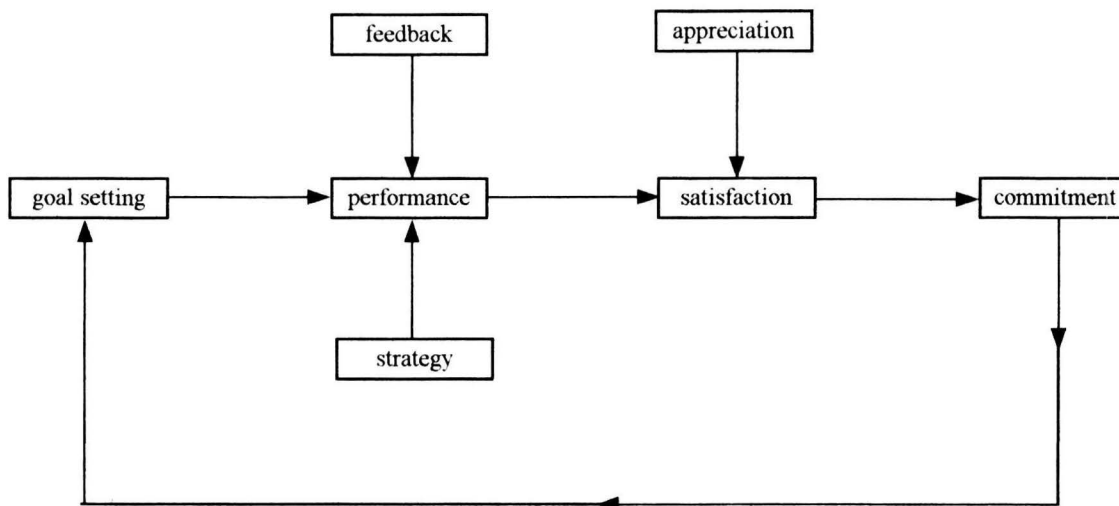 feedback
appreciation
goal setting
performance
satisfaction
commitment
strategy